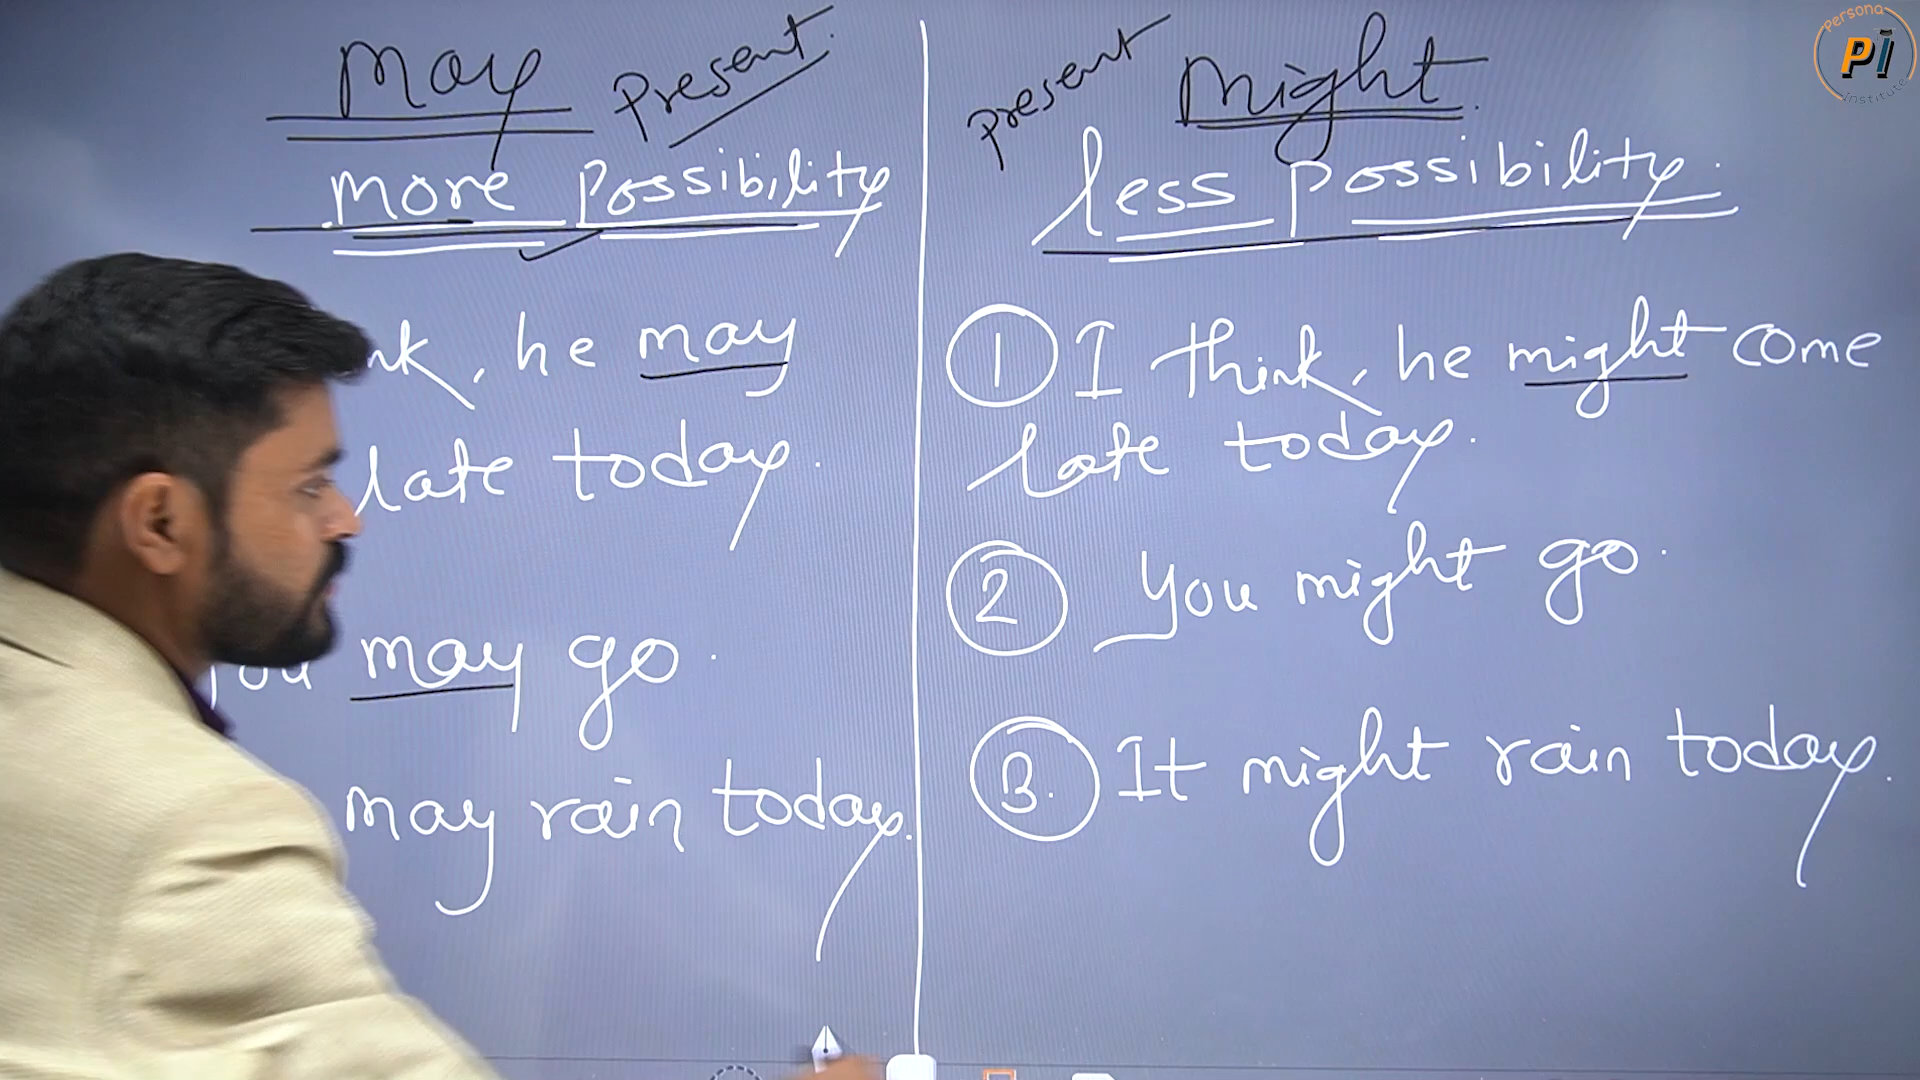 May Present.
more Possibility
nk, he may
late today.
may go.
may rain today.
present Might.
less possibility.
1 I think, he might come
late today.
2 You might go.
3. It might rain today.
Persona
PI
institute